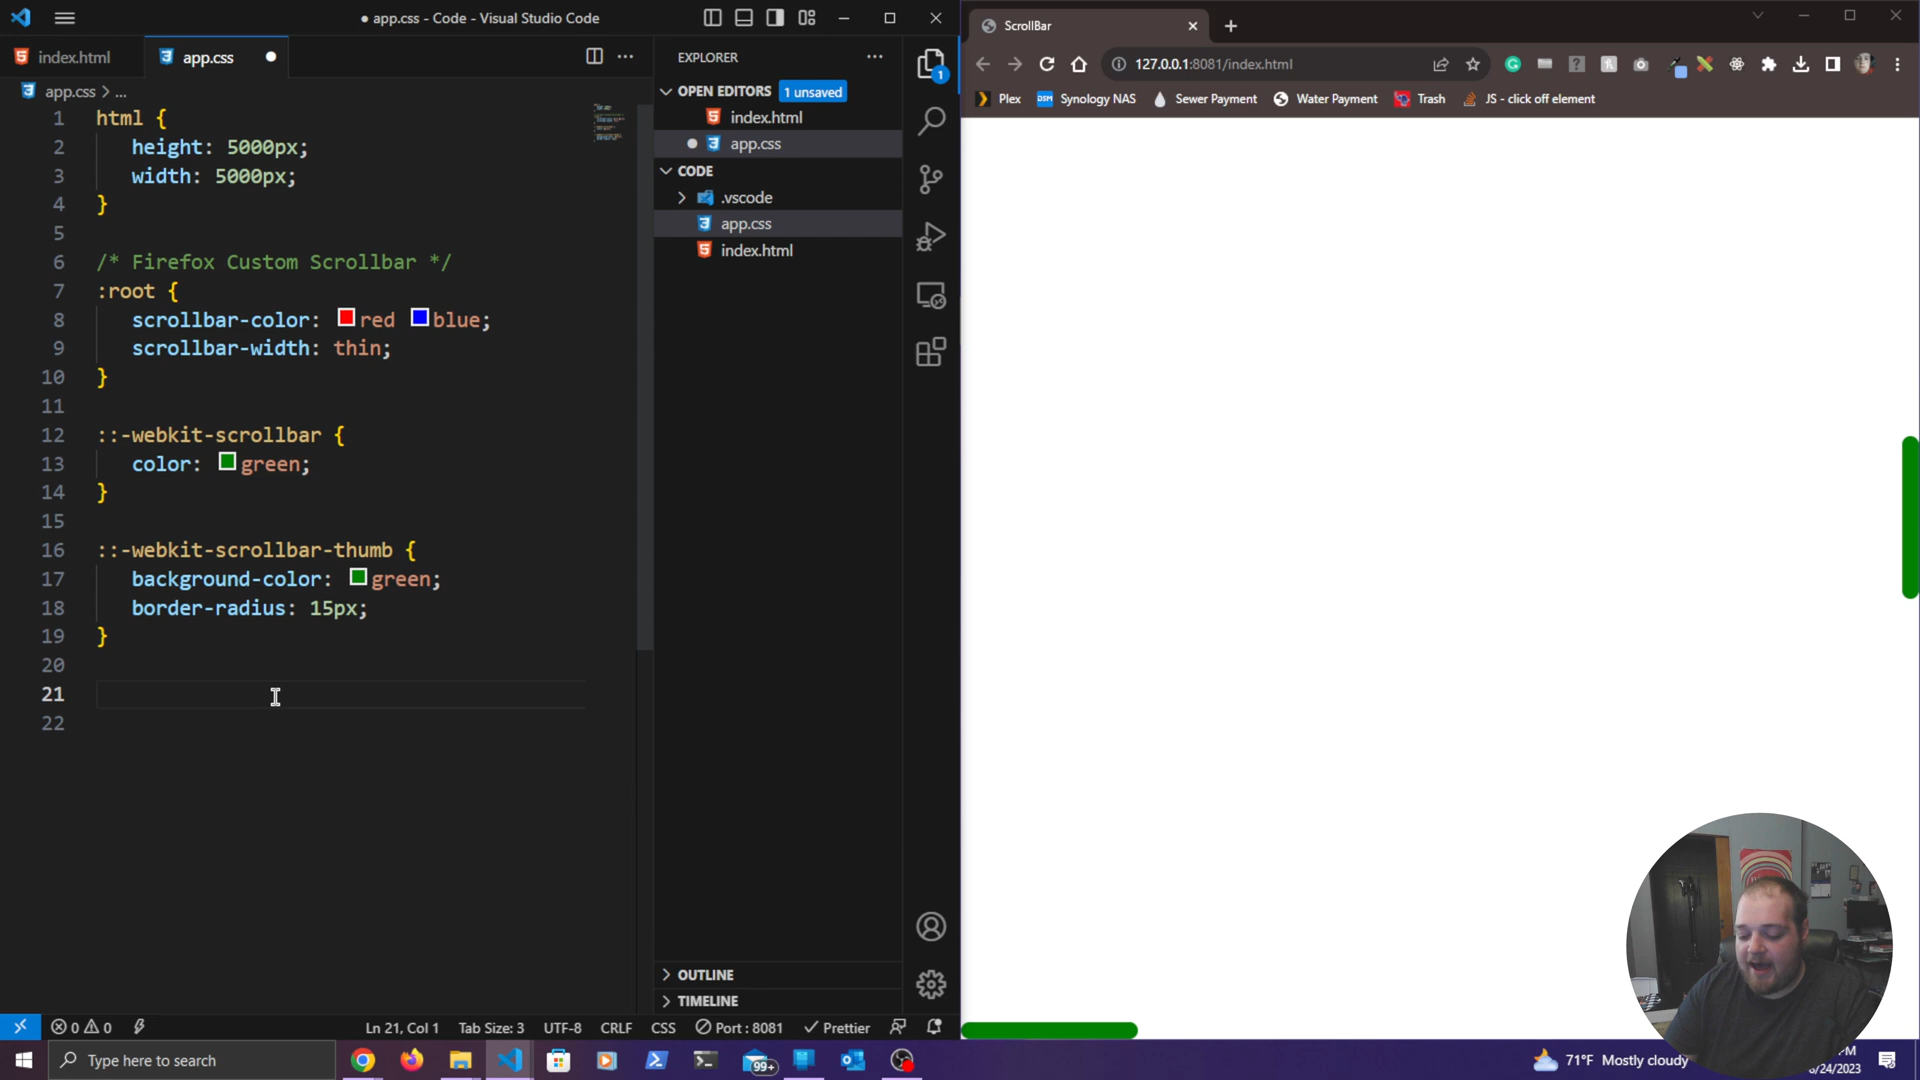 app.css - Code - Visual Studio Code
index.html
app.css
app.css > ...
1 html {
2 height: 5000px;
3 width: 5000px;
4 }
5
6 /* Firefox Custom Scrollbar */
7 :root {
8 scrollbar-color: red blue;
9 scrollbar-width: thin;
10 }
11
12 ::-webkit-scrollbar {
13 color: green;
14 }
15
16 ::-webkit-scrollbar-thumb {
17 background-color: green;
18 border-radius: 15px;
19 }
20
21
22
EXPLORER
OPEN EDITORS 1 unsaved
index.html
app.css
CODE
.vscode
app.css
index.html
OUTLINE
TIMELINE
1
0 0
Ln 21, Col 1 Tab Size: 3 UTF-8 CRLF CSS Port : 8081 Prettier
ScrollBar
127.0.0.1:8081/index.html
Plex Synology NAS Sewer Payment Water Payment Trash JS - click off element
Type here to search
99+
71°F Mostly cloudy
PM
/24/2023